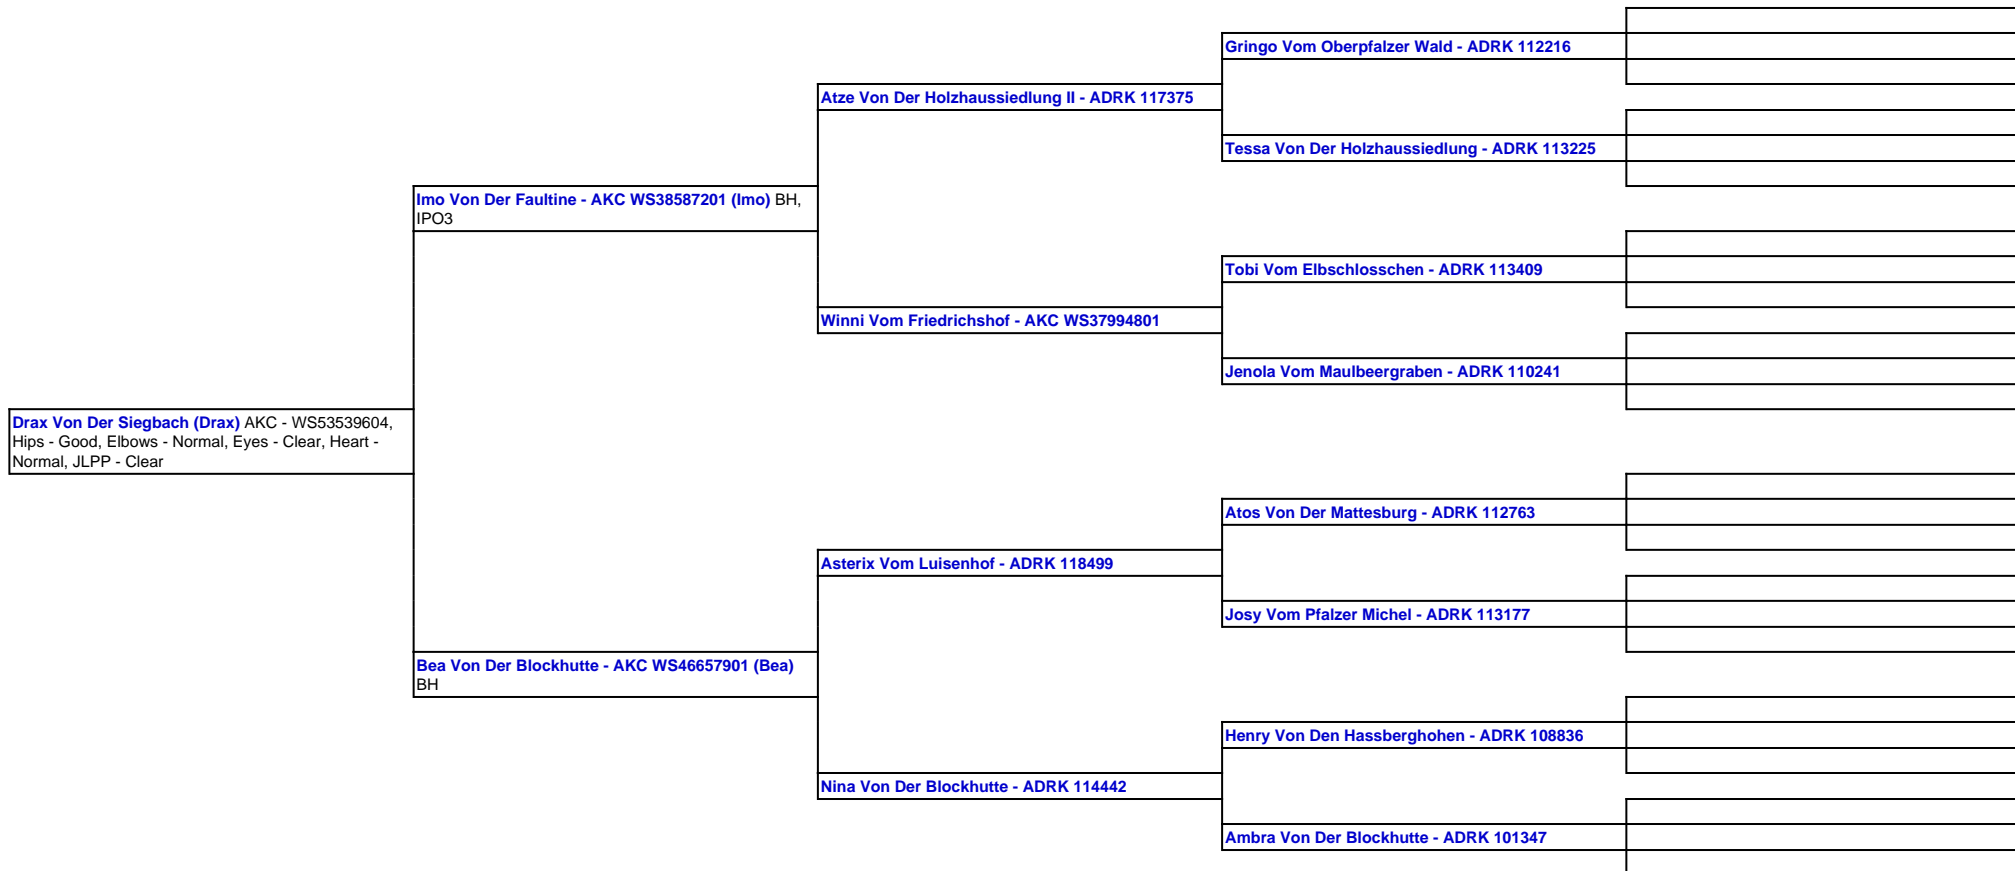 Gringo Vom Oberpfalzer Wald - ADRK 112216
Atze Von Der Holzhaussiedlung II - ADRK 117375
Tessa Von Der Holzhaussiedlung - ADRK 113225
Imo Von Der Faultine - AKC WS38587201 (Imo) BH,
IPO3
Tobi Vom Elbschlosschen - ADRK 113409
Winni Vom Friedrichshof - AKC WS37994801
Jenola Vom Maulbeergraben - ADRK 110241
Drax Von Der Siegbach (Drax) AKC - WS53539604,
Hips - Good, Elbows - Normal, Eyes - Clear, Heart -
Normal, JLPP - Clear
Atos Von Der Mattesburg - ADRK 112763
Asterix Vom Luisenhof - ADRK 118499
Josy Vom Pfalzer Michel - ADRK 113177
Bea Von Der Blockhutte - AKC WS46657901 (Bea)
BH
Henry Von Den Hassberghohen - ADRK 108836
Nina Von Der Blockhutte - ADRK 114442
Ambra Von Der Blockhutte - ADRK 101347